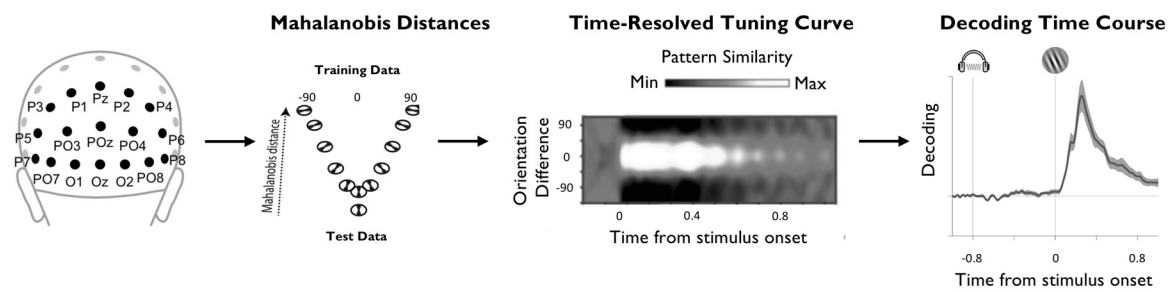 Mahalanobis Distances
Time-Resolved Tuning Curve
Decoding Time Course
Pz
P3 P1 P2 P4
P5 PO3 POz PO4 P6
P7 P8
PO7 O1 Oz O2 PO8
Training Data
-90 0 90
Mahalanobis distance
Test Data
Pattern Similarity
Min Max
Orientation
Difference
90
0
-90
0 0.4 0.8
Time from stimulus onset
Decoding
-0.8 0 0.8
Time from stimulus onset